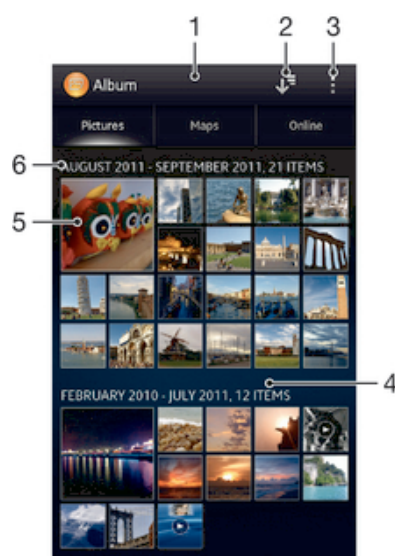 1 2 3
Album
Pictures Maps Online
6 AUGUST 2011 - SEPTEMBER 2011, 21 ITEMS
5
4
FEBRUARY 2010 - JULY 2011, 12 ITEMS